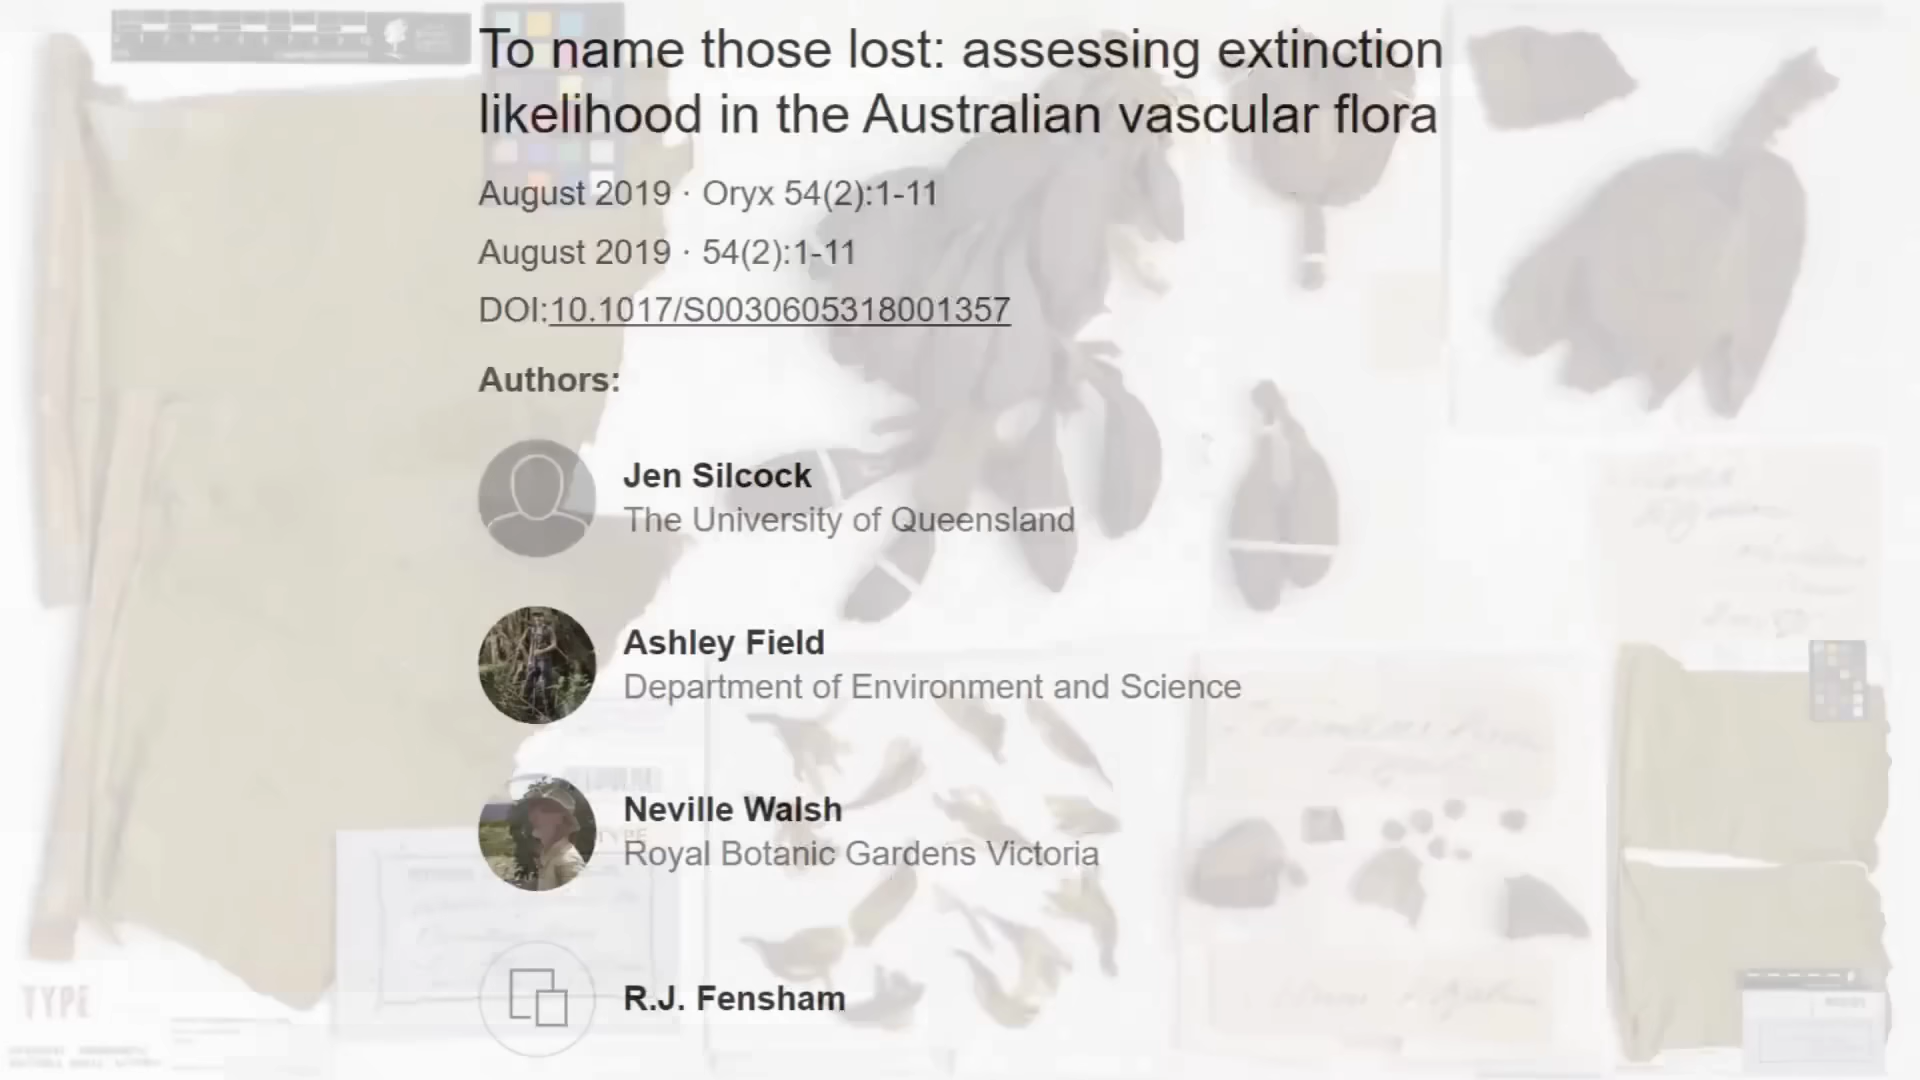 To name those lost: assessing extinction
likelihood in the Australian vascular flora
August 2019 · Oryx 54(2):1-11
August 2019 · 54(2):1-11
DOI:10.1017/S0030605318001357
Authors:
Jen Silcock
The University of Queensland
Ashley Field
Department of Environment and Science
Neville Walsh
Royal Botanic Gardens Victoria
TYPE
R.J. Fensham
TYPE